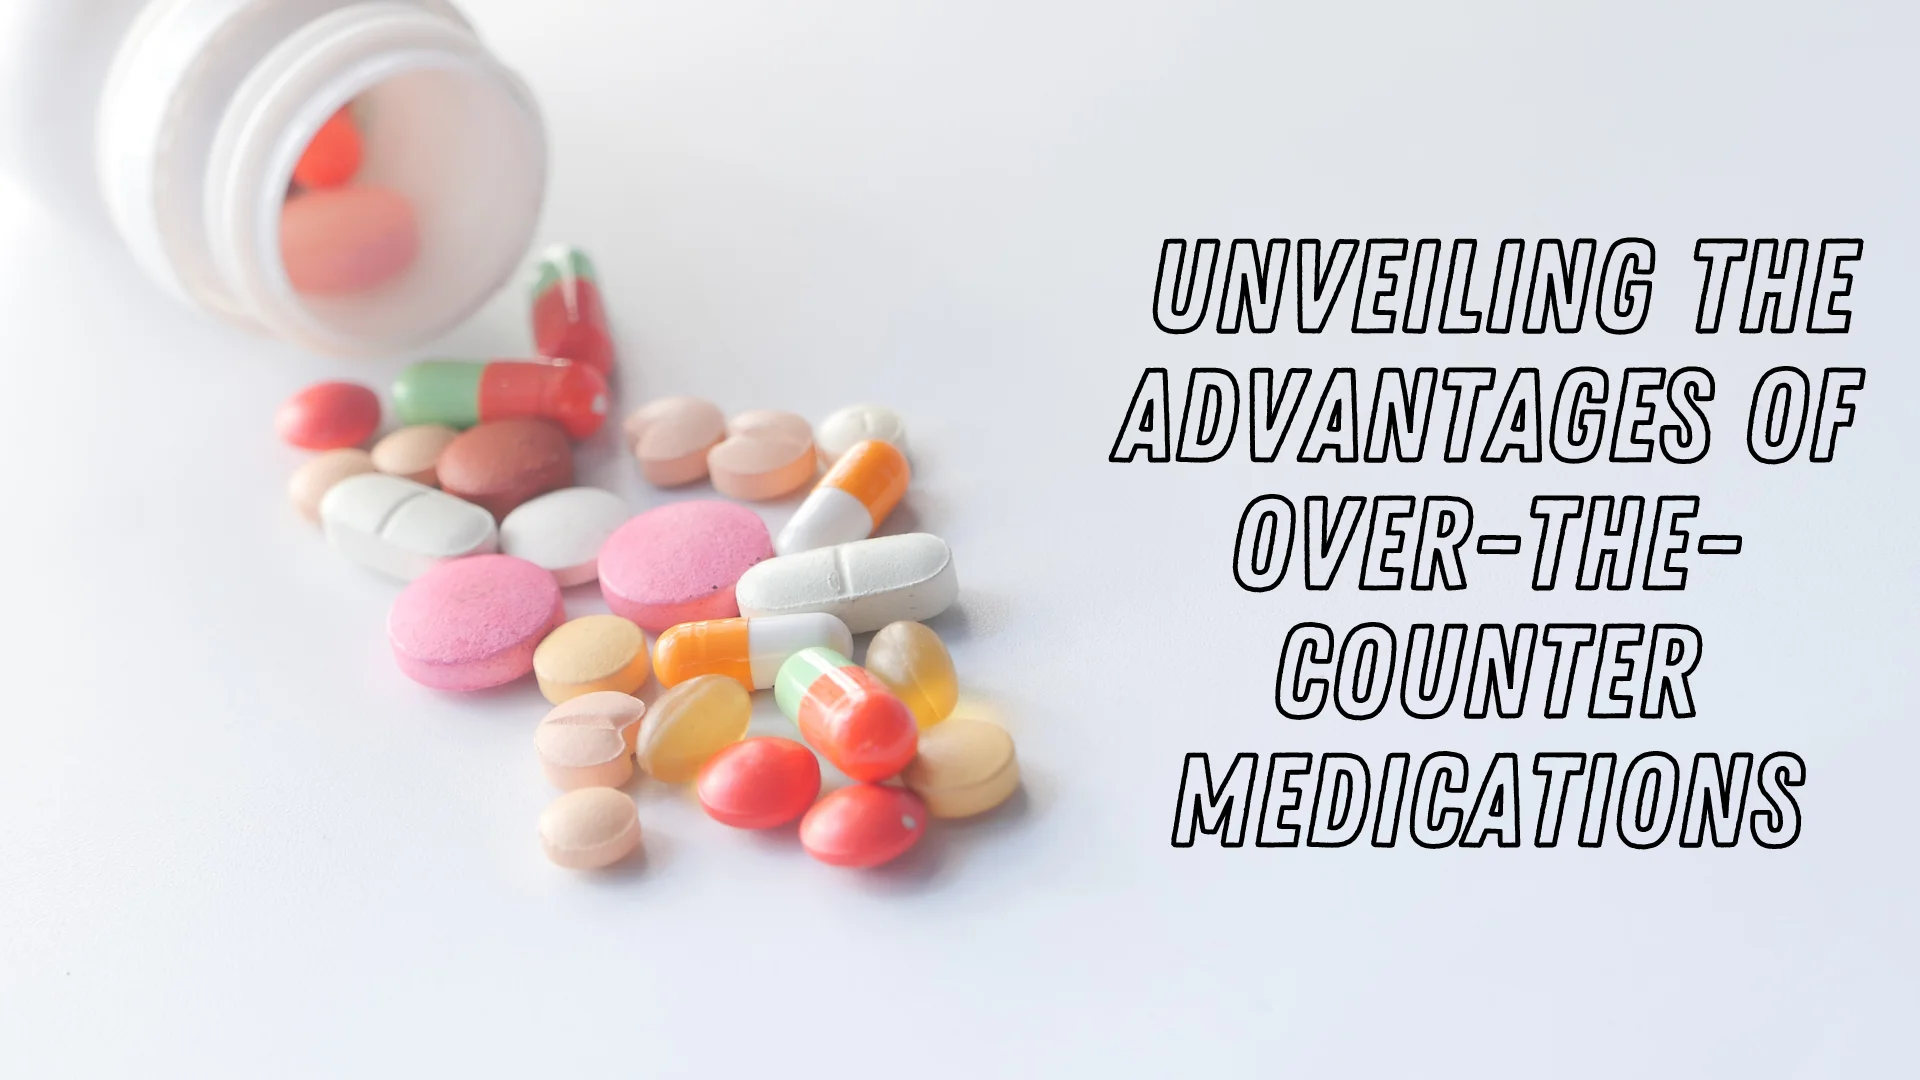 UNVEILING THE
ADVANTAGES OF
OVER-THE-
COUNTER
MEDICATIONS